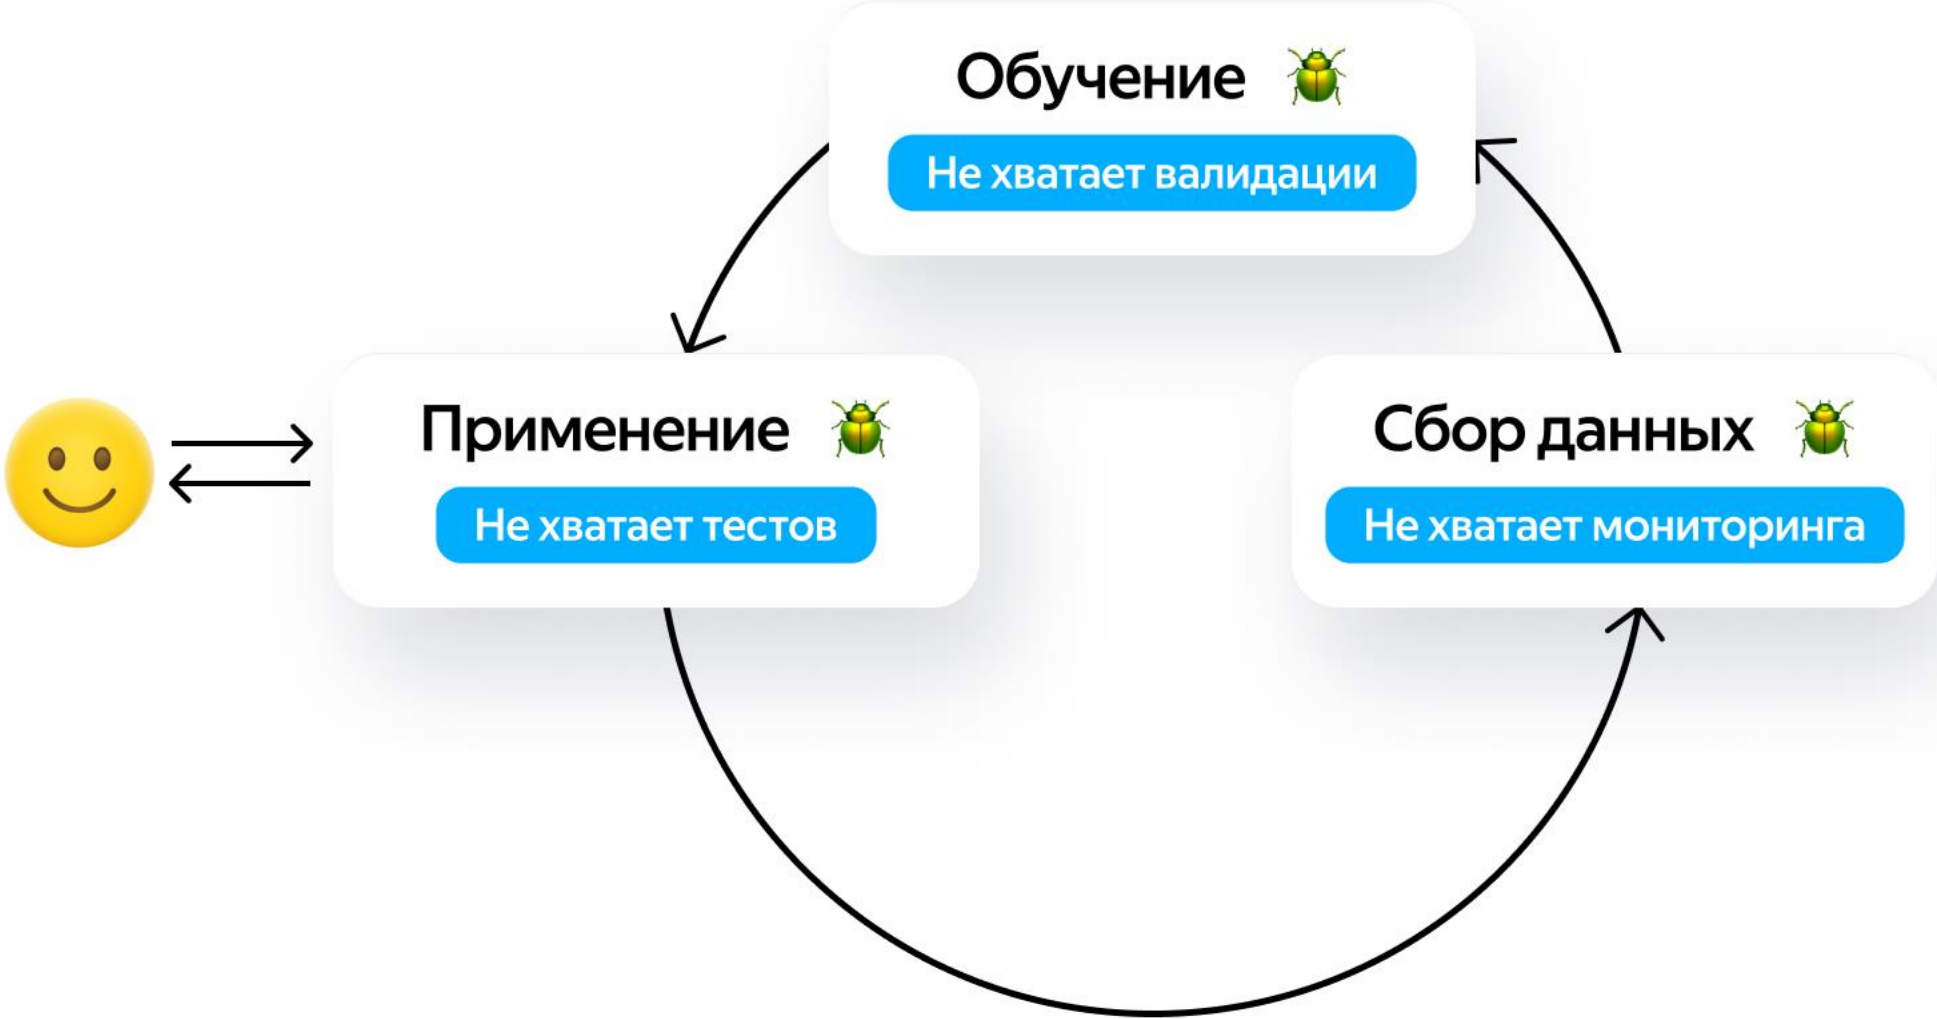 Обучение
Не хватает валидации
Применение
Не хватает тестов
Сбор данных
Не хватает мониторинга